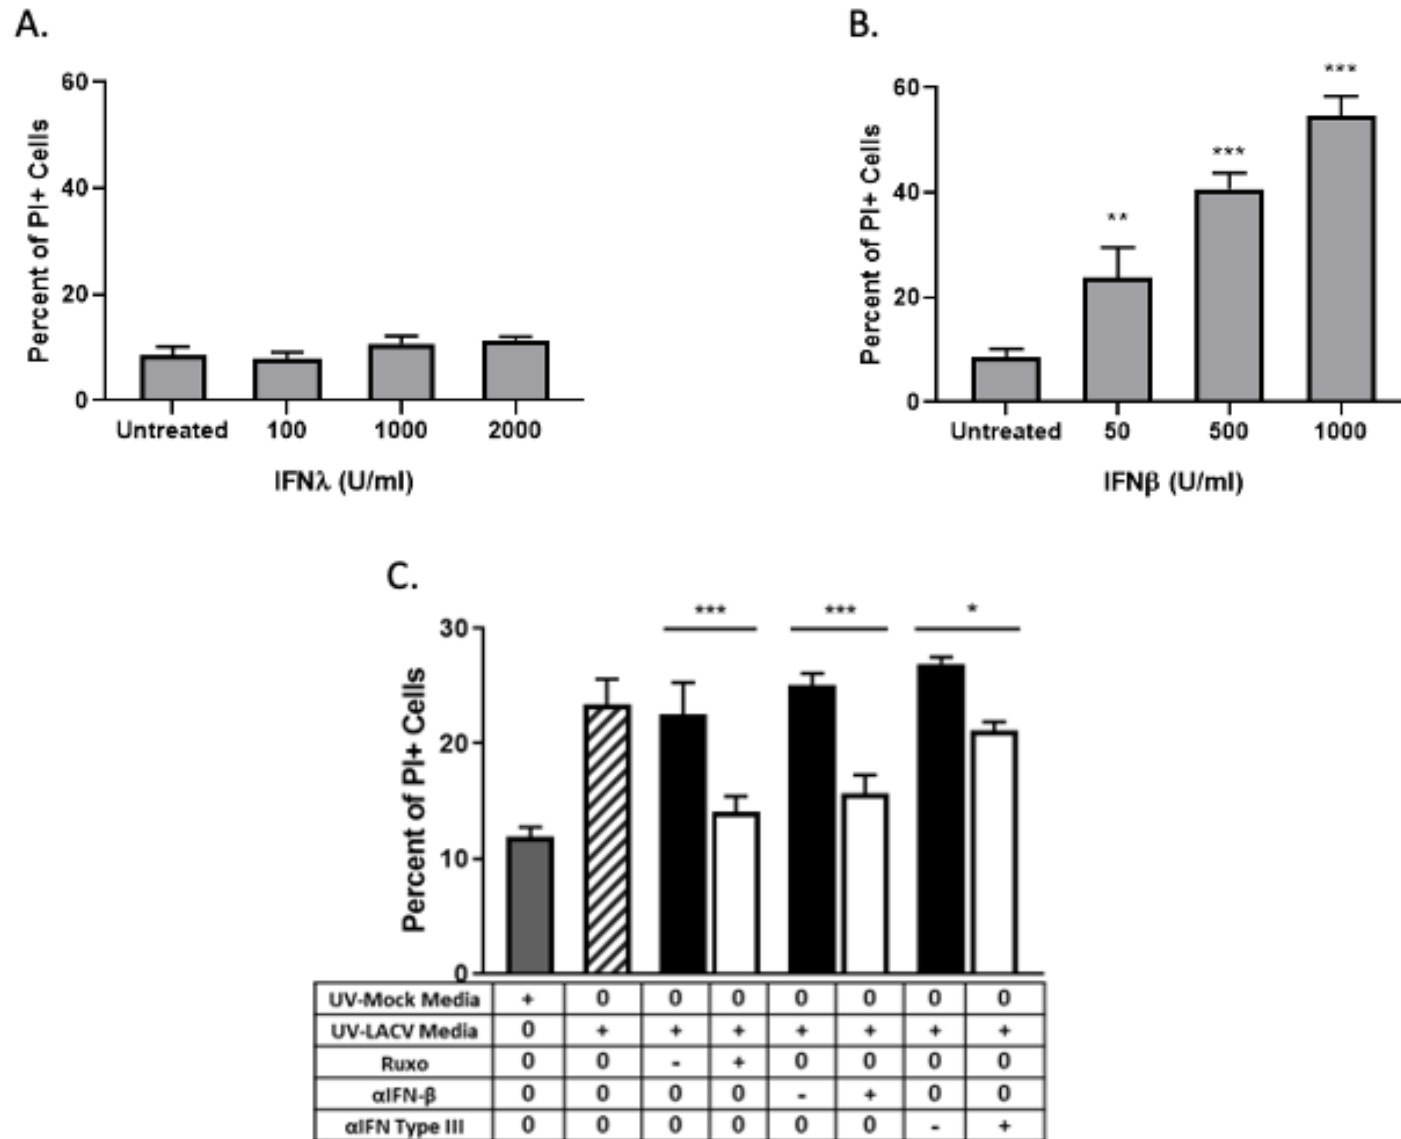 A.
60
40
20
0
Percent of PI+ Cells
Untreated 100 1000 2000
IFNλ (U/ml)
B.
***
***
**
60
40
20
0
Percent of PI+ Cells
Untreated 50 500 1000
IFNβ (U/ml)
C.
*** *** *
30
20
10
0
Percent of PI+ Cells
UV-Mock Media + 0 0 0 0 0 0 0
UV-LACV Media 0 + + + + + + +
Ruxo 0 0 - + 0 0 0 0
αIFN-β 0 0 0 0 - + 0 0
αIFN Type III 0 0 0 0 0 0 - +